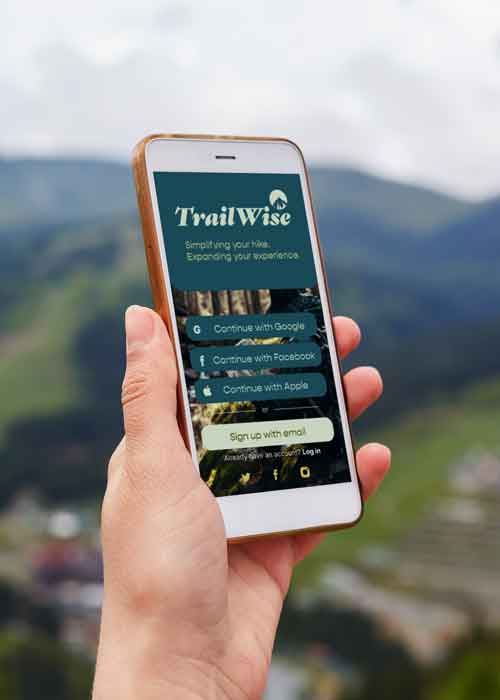 TrailWise
Simplifying your hike.
Expanding your experience.
G Continue with Google
f Continue with Facebook
Continue with Apple
or
Sign up with email
Already have an account? Log in
f